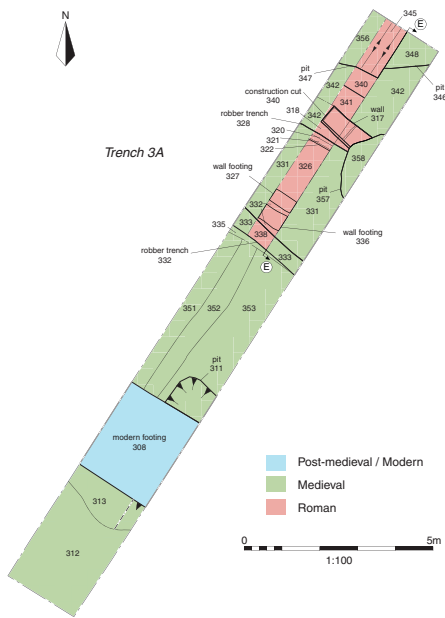 N
Trench 3A
345
E
356
348
pit
347
342
342
pit
346
340
construction cut
340
341
318
342
wall
317
robber trench
328
320
321
322
331
326
358
wall footing
327
pit
357
331
332
333
335
338
wall footing
336
robber trench
332
333
E
351
352
353
pit
311
modern footing
308
313
312
Post-medieval / Modern
Medieval
Roman
0
5m
1:100